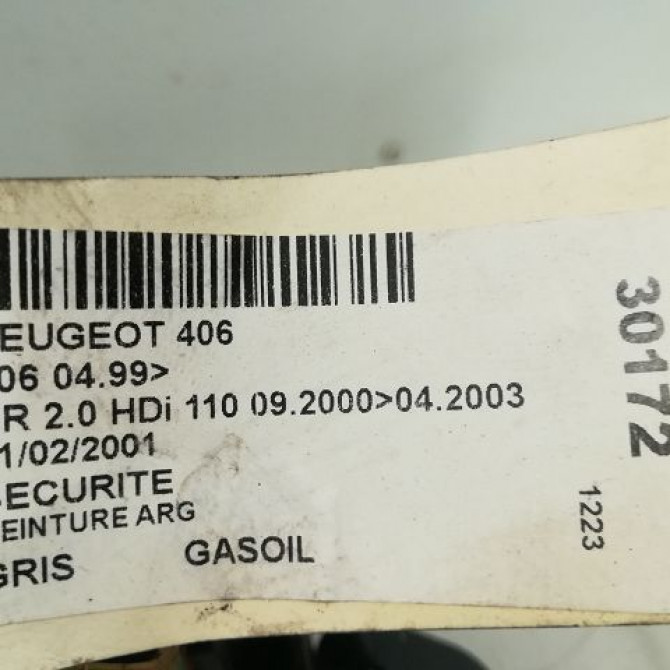 EUGEOT 406
06 04.99>
R 2.0 HDi 110 09.2000>04.2003
1/02/2001
ECURITE
EINTURE ARG
GRIS GASOIL
30172
1223